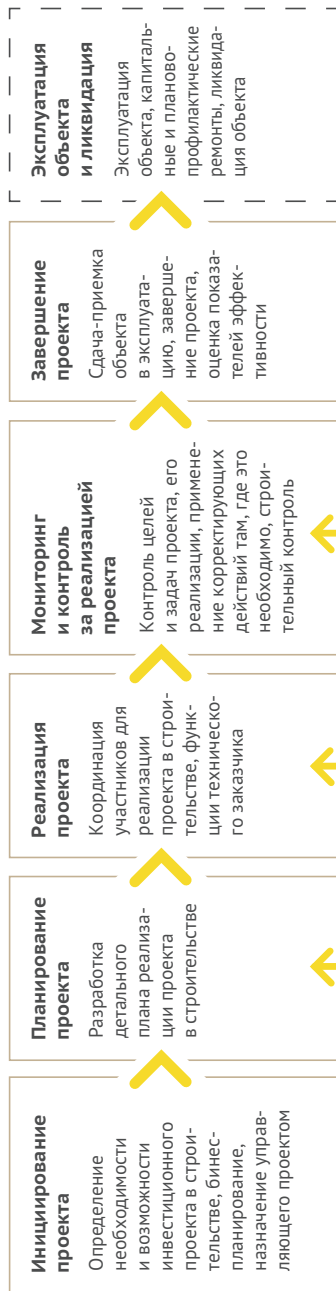 Инициирование
проекта
Определение
необходимости
и возможности
инвестиционного
проекта в строи-
тельстве, бинес-
планирование,
назначение управ-
ляющего проектом
Планирование
проекта
Разработка
детального
плана реализа-
ции проекта
в строительстве
Реализация
проекта
Координация
участников для
реализации
проекта в строи-
тельстве, функ-
ции техническо-
го заказчика
Мониторинг
и контроль
за реализацией
проекта
Контроль целей
и задач проекта, его
реализации, примене-
ние корректирующих
действий там, где это
необходимо, строи-
тельный контроль
Завершение
проекта
Сдача-приемка
объекта
в эксплуата-
цию, заверше-
ние проекта,
оценка показа-
телей эффек-
тивности
Эксплуатация
объекта
и ликвидация
Эксплуатация
объекта, капиталь-
ные и планово-
профилактические
ремонты, ликвида-
ция объекта